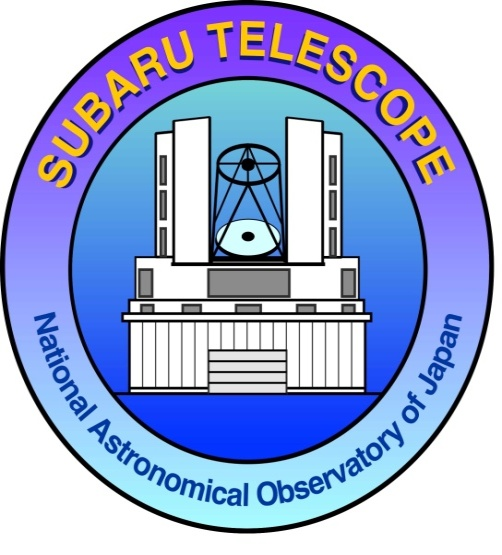 SUBARU TELESCOPE
National Astronomical Observatory of Japan